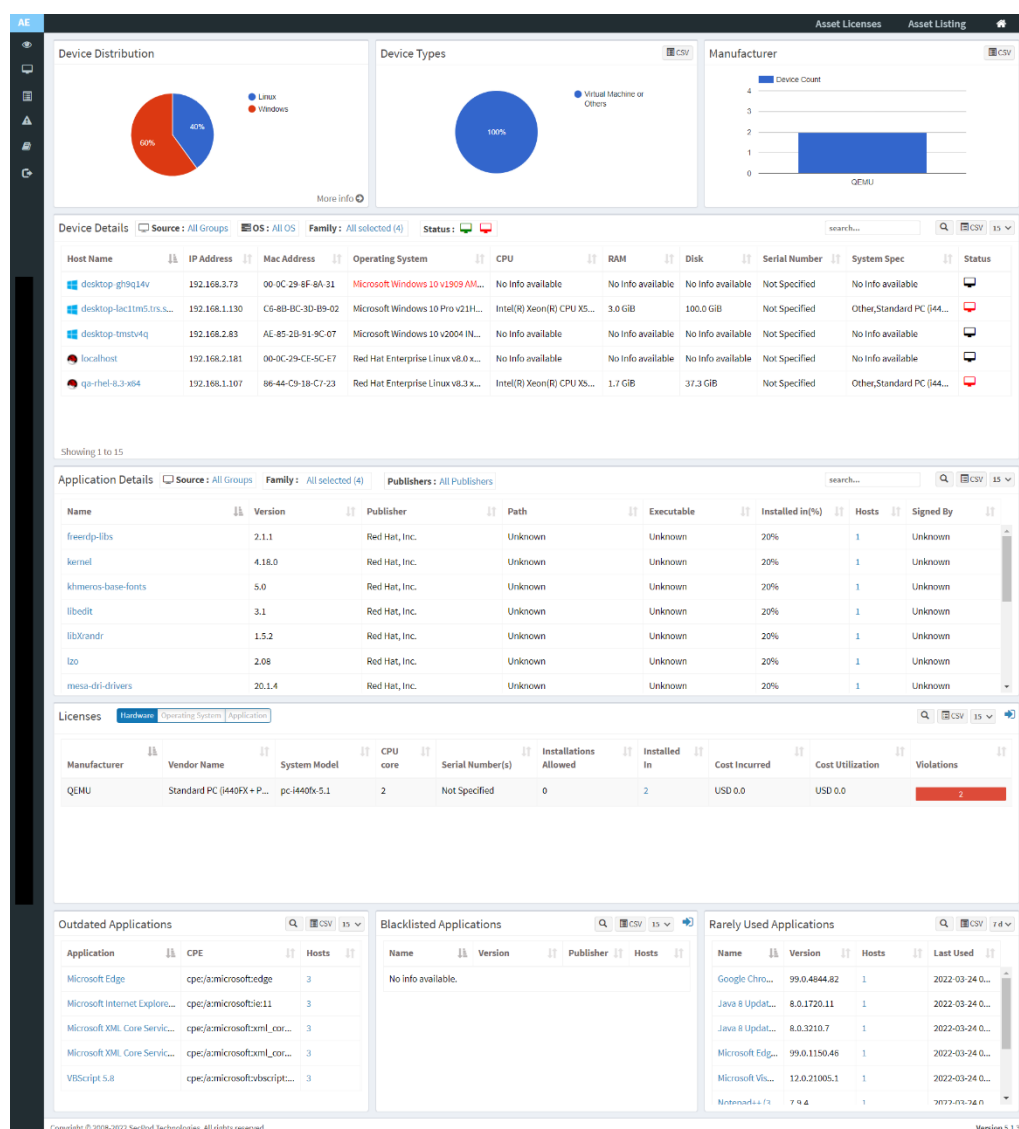 AE
Asset Licenses Asset Listing
Device Distribution
Linux
Windows
40%
60%
More info
Device Types CSV
Virtual Machine or
Others
100%
Manufacturer CSV
Device Count
4
3
2
1
0
QEMU
Device Details Source : All Groups OS : All OS Family : All selected (4) Status : search... CSV 15
Host Name IP Address Mac Address Operating System CPU RAM Disk Serial Number System Spec Status
desktop-gh9q14v 192.168.3.73 00-0C-29-8F-8A-31 Microsoft Windows 10 v1909 AM... No Info available No Info available No Info available Not Specified No Info available
desktop-lac1tm5.trs.s... 192.168.1.130 C6-8B-BC-3D-B9-02 Microsoft Windows 10 Pro v21H... Intel(R) Xeon(R) CPU X5... 3.0 GiB 100.0 GiB Not Specified Other,Standard PC (i44...
desktop-tmstv4q 192.168.2.83 AE-85-2B-91-9C-07 Microsoft Windows 10 v2004 IN... No Info available No Info available No Info available Not Specified No Info available
localhost 192.168.2.181 00-0C-29-CE-5C-E7 Red Hat Enterprise Linux v8.0 x... No Info available No Info available No Info available Not Specified No Info available
qa-rhel-8.3-x64 192.168.1.107 86-44-C9-18-C7-23 Red Hat Enterprise Linux v8.3 x... Intel(R) Xeon(R) CPU X5... 1.7 GiB 37.3 GiB Not Specified Other,Standard PC (i44...
Showing 1 to 15
Application Details Source : All Groups Family : All selected (4) Publishers : All Publishers search... CSV 15
Name Version Publisher Path Executable Installed in(%) Hosts Signed By
freerdp-libs 2.1.1 Red Hat, Inc. Unknown Unknown 20% 1 Unknown
kernel 4.18.0 Red Hat, Inc. Unknown Unknown 20% 1 Unknown
khmeros-base-fonts 5.0 Red Hat, Inc. Unknown Unknown 20% 1 Unknown
libedit 3.1 Red Hat, Inc. Unknown Unknown 20% 1 Unknown
libXrandr 1.5.2 Red Hat, Inc. Unknown Unknown 20% 1 Unknown
lzo 2.08 Red Hat, Inc. Unknown Unknown 20% 1 Unknown
mesa-dri-drivers 20.1.4 Red Hat, Inc. Unknown Unknown 20% 1 Unknown
Licenses Hardware Operating System Application CSV 15
Manufacturer Vendor Name System Model CPU core Serial Number(s) Installations Allowed Installed In Cost Incurred Cost Utilization Violations
QEMU Standard PC (i440FX + P... pc-i440fx-5.1 2 Not Specified 0 2 USD 0.0 USD 0.0 2
Outdated Applications CSV 15
Application CPE Hosts
Microsoft Edge cpe:/a:microsoft:edge 3
Microsoft Internet Explore... cpe:/a:microsoft:ie:11 3
Microsoft XML Core Servic... cpe:/a:microsoft:xml_cor... 3
Microsoft XML Core Servic... cpe:/a:microsoft:xml_cor... 3
VBScript 5.8 cpe:/a:microsoft:vbscript:... 3
Blacklisted Applications CSV 15
Name Version Publisher Hosts
No info available.
Rarely Used Applications CSV 7 d
Name Version Hosts Last Used
Google Chro... 99.0.4844.82 1 2022-03-24 0...
Java 8 Updat... 8.0.1720.11 1 2022-03-24 0...
Java 8 Updat... 8.0.3210.7 1 2022-03-24 0...
Microsoft Edg... 99.0.1150.46 1 2022-03-24 0...
Microsoft Vis... 12.0.21005.1 1 2022-03-24 0...
Notepad++ (3 7.9.4 1 2022-03-24 0
Copyright © 2008-2022 SecPod Technologies. All rights reserved
Version 5.1